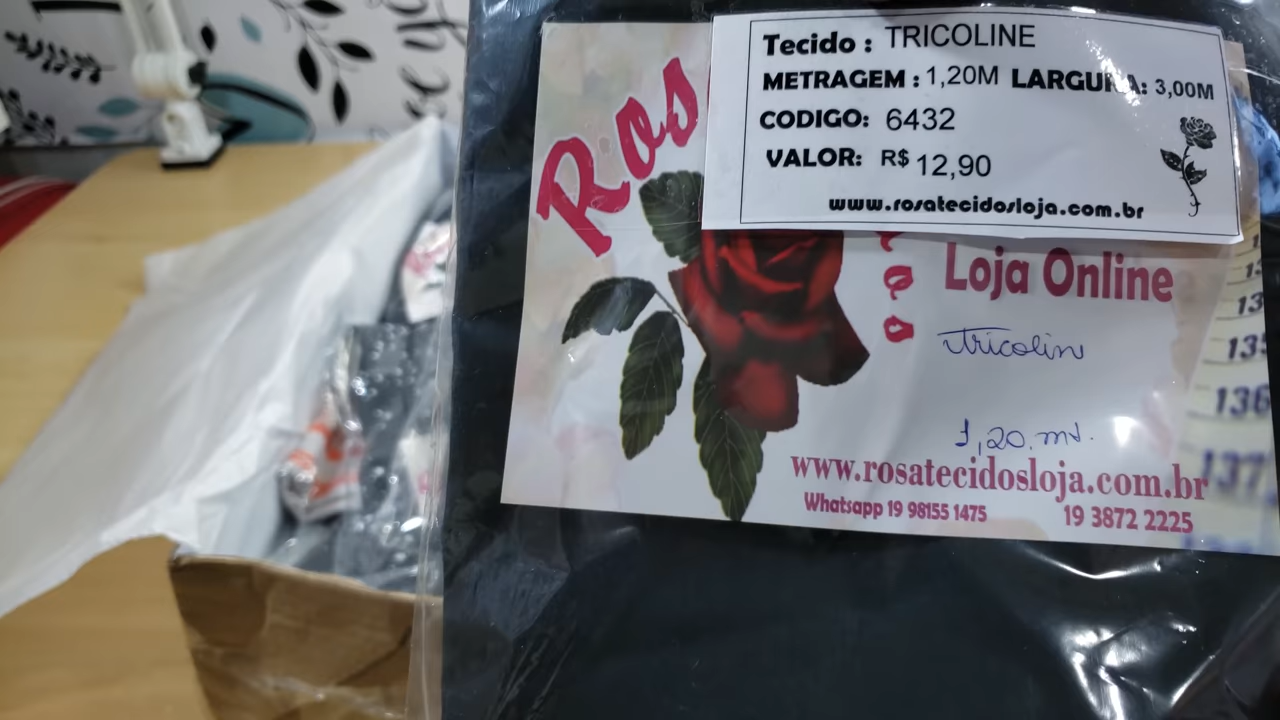 Tecido : TRICOLINE
METRAGEM : 1,20M LARGURA: 3,00M
CODIGO: 6432
VALOR: R$ 12,90
www.rosatecidosloja.com.br
Ros
Loja Online
tricoline
1,20. mt.
www.rosatecidosloja.com.br
Whatsapp 19 98155 1475 19 3872 2225
136
137